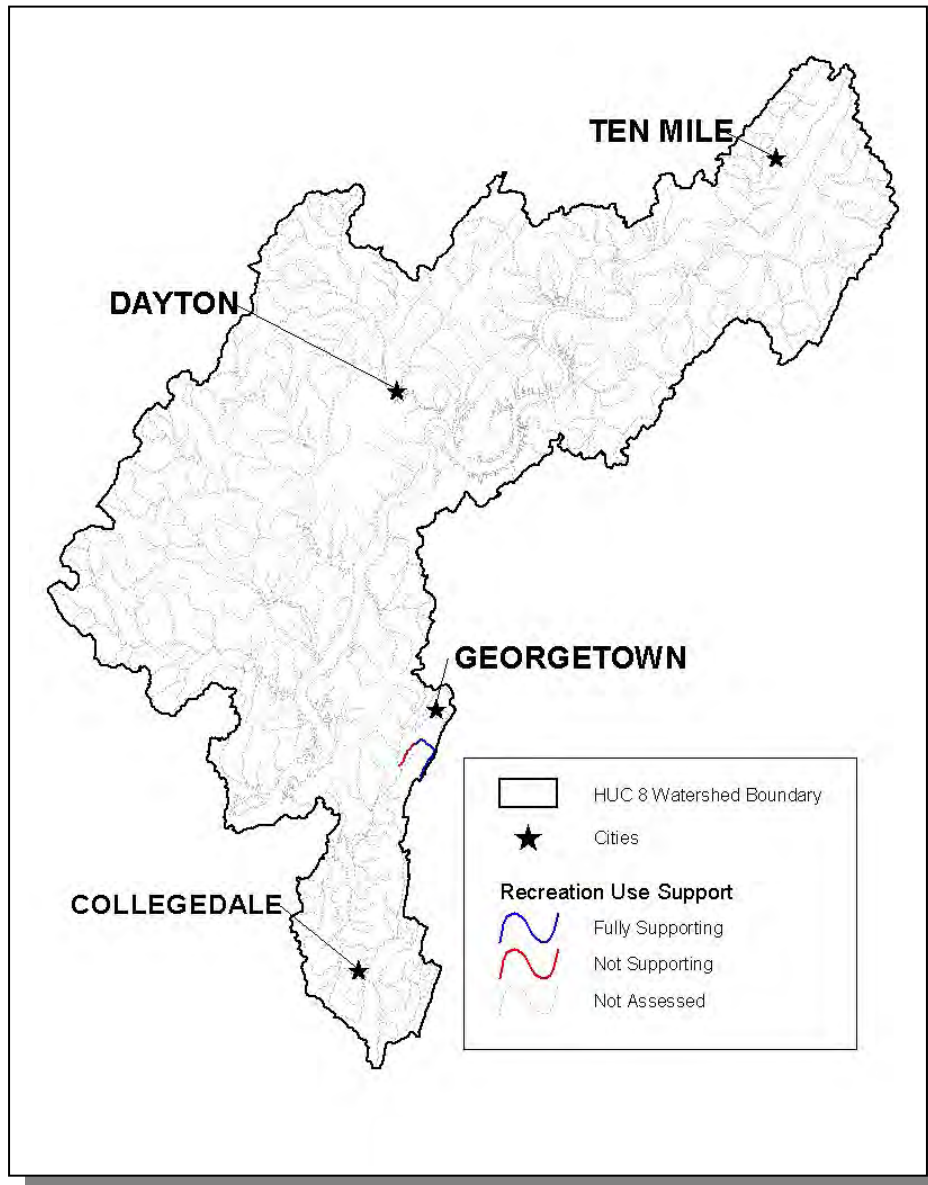 TEN MILE
DAYTON
GEORGETOWN
COLLEGEDALE
HUC 8 Watershed Boundary
Cities
Recreation Use Support
Fully Supporting
Not Supporting
Not Assessed